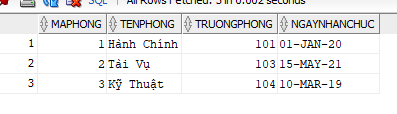 SQL | All Rows Fetched: 3 in 0.002 seconds
MAPHONG TENPHONG TRUONGPHONG NGAYNHANCHUC
1 1 Hành Chính 101 01-JAN-20
2 2 Tài Vụ 103 15-MAY-21
3 3 Kỹ Thuật 104 10-MAR-19